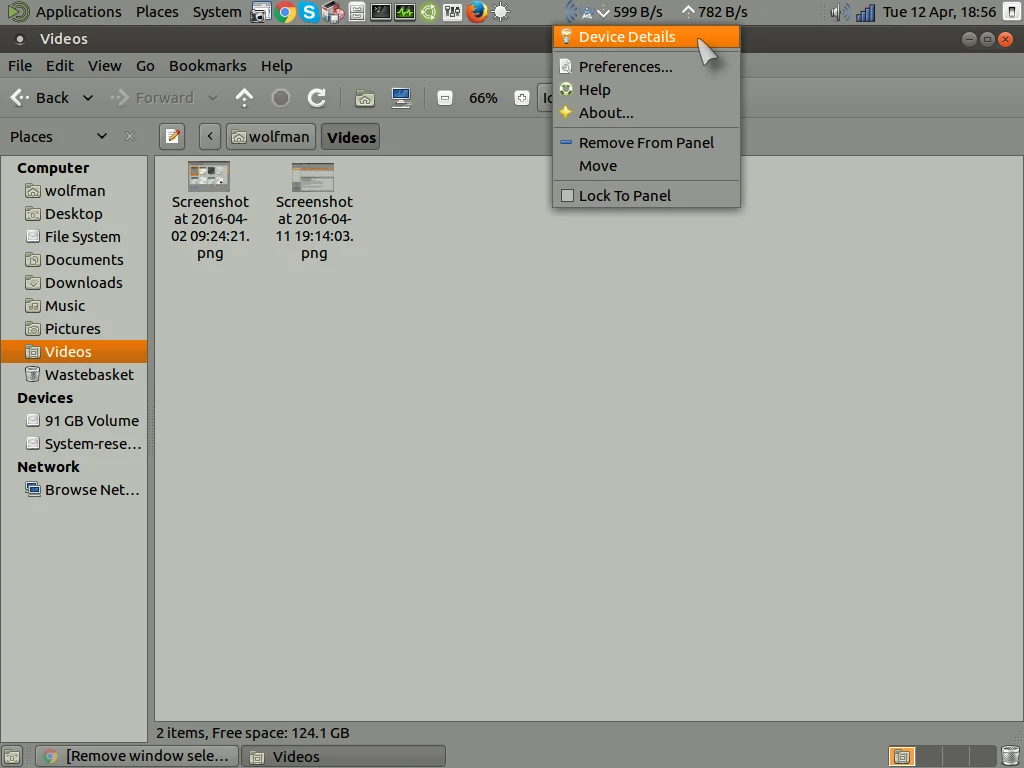 Applications Places System 599 B/s 782 B/s Tue 12 Apr, 18:56
Videos
File Edit View Go Bookmarks Help
Back Forward 66%
Device Details
Preferences...
Help
About...
Remove From Panel
Move
Lock To Panel
Places
wolfman Videos
Computer
wolfman
Desktop
File System
Documents
Downloads
Music
Pictures
Videos
Wastebasket
Devices
91 GB Volume
System-rese...
Network
Browse Net...
Screenshot
at 2016-04-
02 09:24:21.
png
Screenshot
at 2016-04-
11 19:14:03.
png
2 items, Free space: 124.1 GB
[Remove window sele... Videos